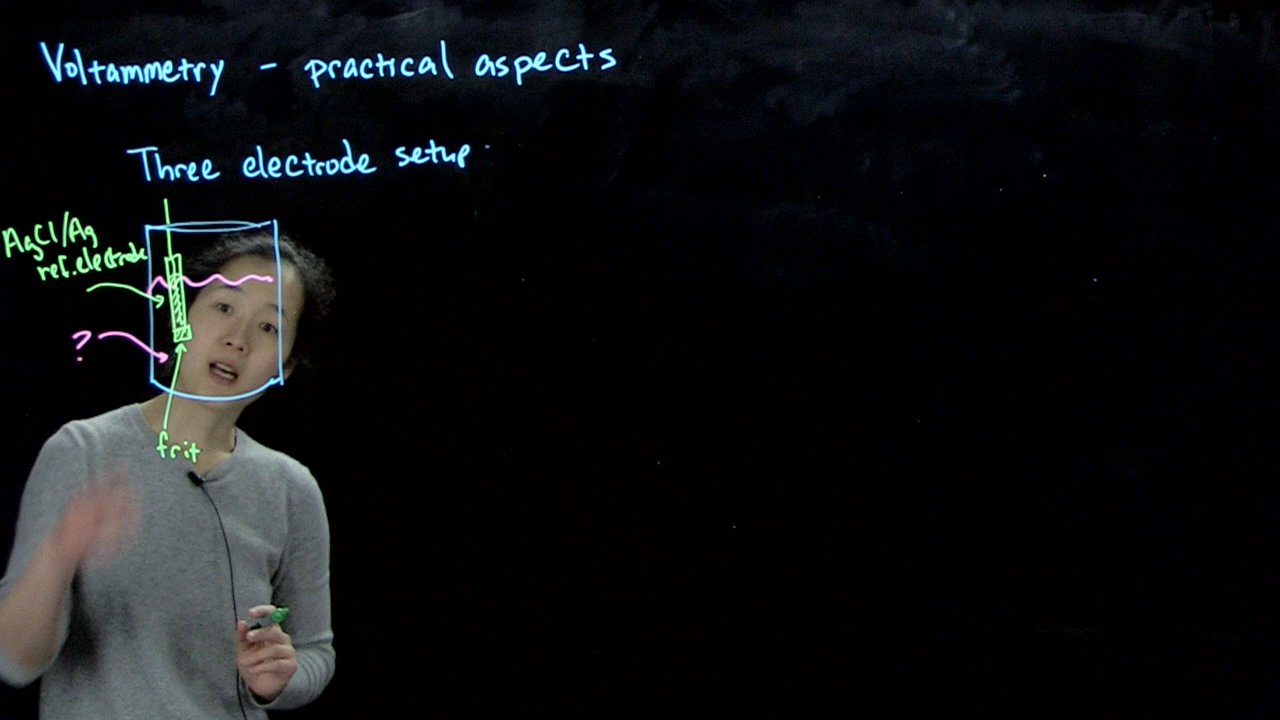 Voltammetry - practical aspects
Three electrode setup
AgCl/Ag
ref. electrode
?
frit